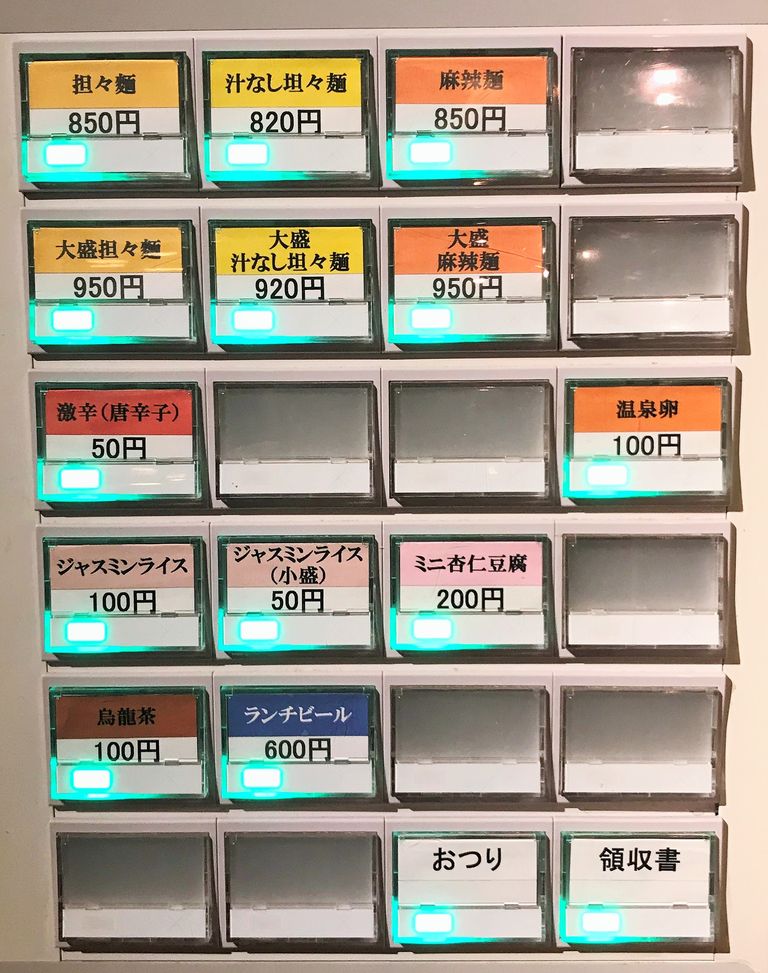 担々麵
850円
汁なし坦々麵
820円
麻辣麵
850円
大盛担々麵
950円
大盛
汁なし坦々麵
920円
大盛
麻辣麵
950円
激辛(唐辛子)
50円
温泉卵
100円
ジャスミンライス
100円
ジャスミンライス
(小盛)
50円
ミニ杏仁豆腐
200円
烏龍茶
100円
ランチビール
600円
おつり
領収書